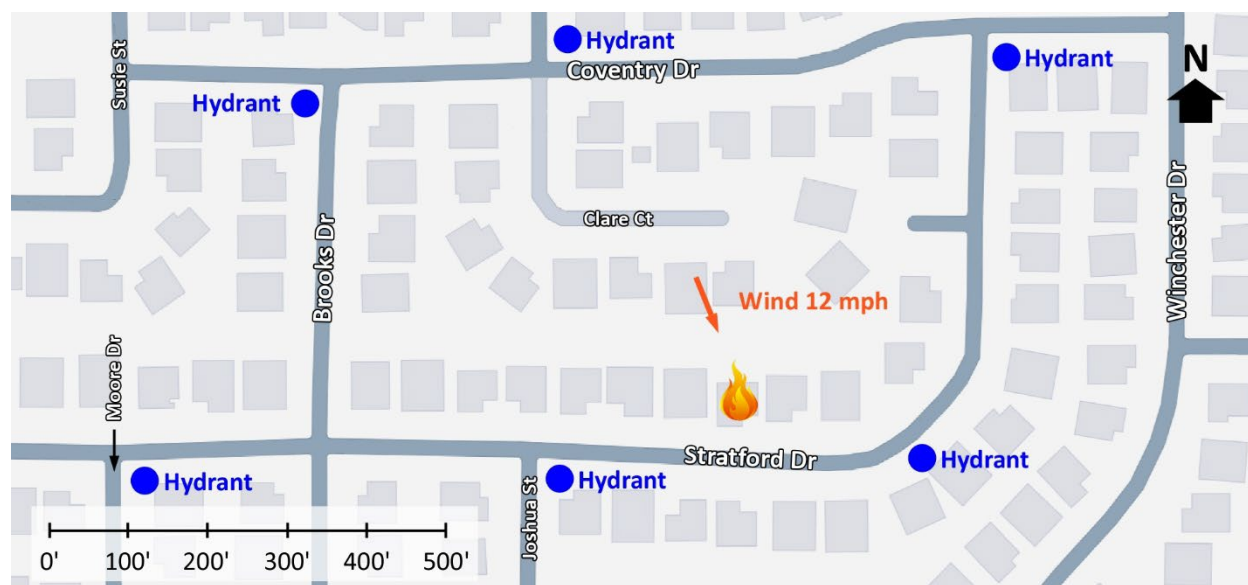 Susie St
Hydrant
Coventry Dr
Hydrant
N
Hydrant
Brooks Dr
Clare Ct
Winchester Dr
Wind 12 mph
Moore Dr
Stratford Dr
Hydrant
Joshua St
Hydrant
Hydrant
0' 100' 200' 300' 400' 500'